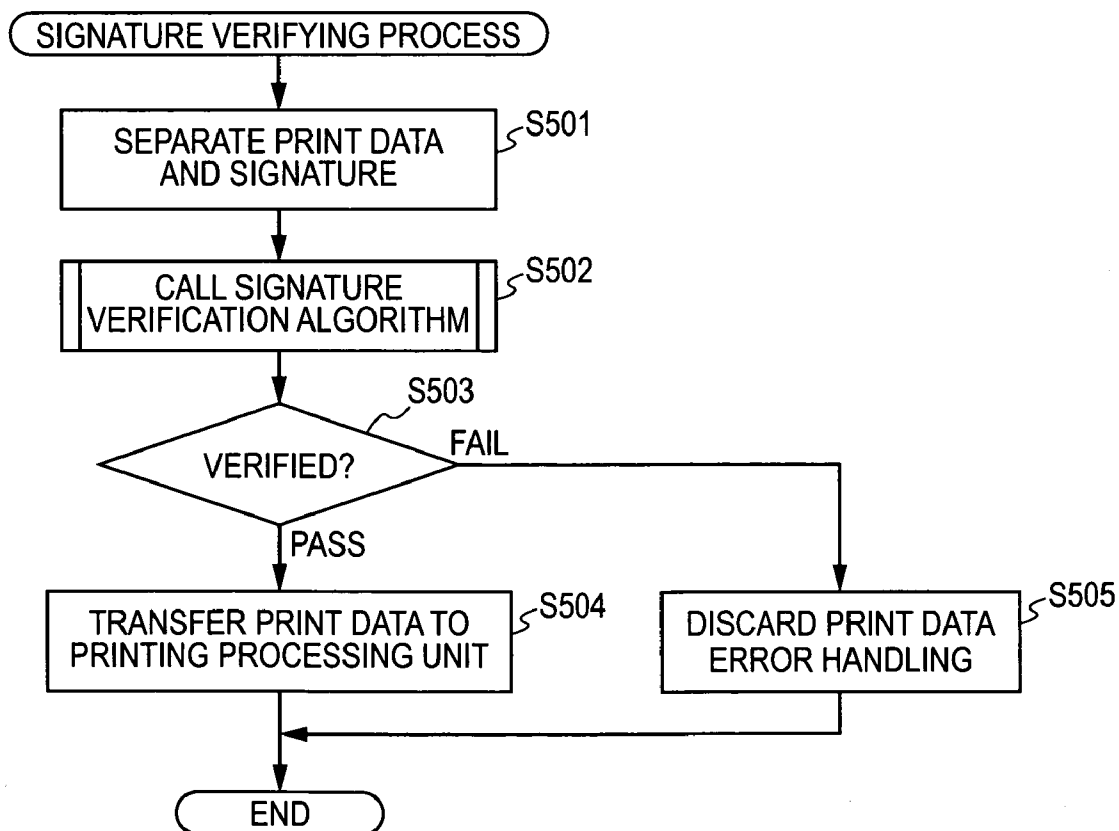 SIGNATURE VERIFYING PROCESS
SEPARATE PRINT DATA
AND SIGNATURE
S501
CALL SIGNATURE
VERIFICATION ALGORITHM
S502
S503
VERIFIED?
FAIL
PASS
TRANSFER PRINT DATA TO
PRINTING PROCESSING UNIT
S504
DISCARD PRINT DATA
ERROR HANDLING
S505
END